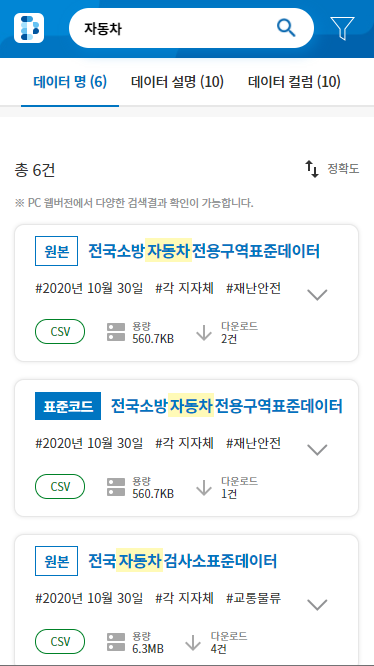 자동차
데이터 명 (6) 데이터 설명 (10) 데이터 컬럼 (10)
총 6건 정확도
※ PC 웹버전에서 다양한 검색결과 확인이 가능합니다.
원본 전국소방자동차전용구역표준데이터
#2020년 10월 30일 #각 지자체 #재난안전
CSV 용량 560.7KB 다운로드 2건
표준코드 전국소방자동차전용구역표준데이터
#2020년 10월 30일 #각 지자체 #재난안전
CSV 용량 560.7KB 다운로드 1건
원본 전국자동차검사소표준데이터
#2020년 10월 30일 #각 지자체 #교통물류
CSV 용량 6.3MB 다운로드 4건